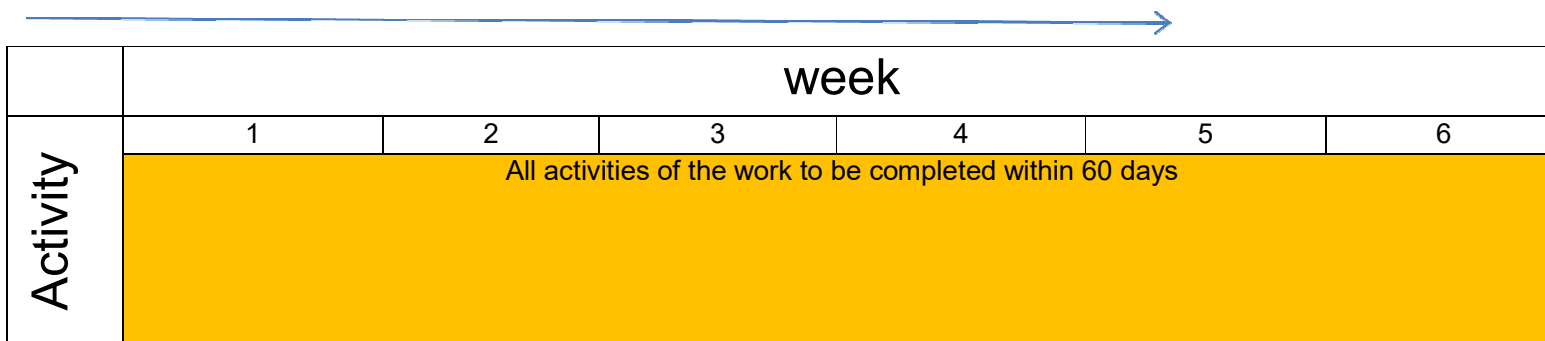 week
1 2 3 4 5 6
Activity
All activities of the work to be completed within 60 days